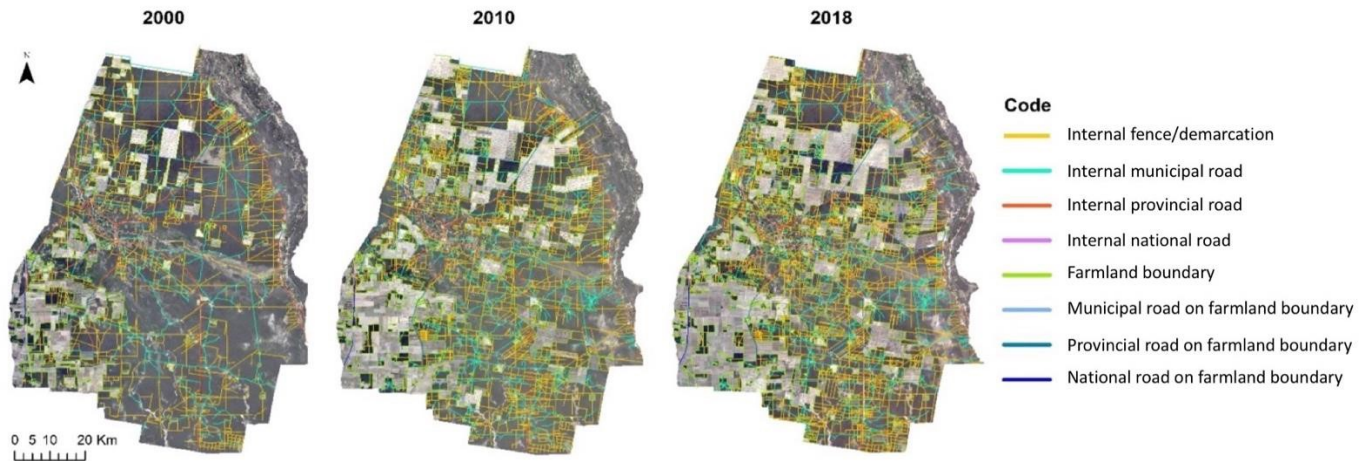 2000
2010
2018
N
Code
Internal fence/demarcation
Internal municipal road
Internal provincial road
Internal national road
Farmland boundary
Municipal road on farmland boundary
Provincial road on farmland boundary
National road on farmland boundary
0 5 10 20 Km